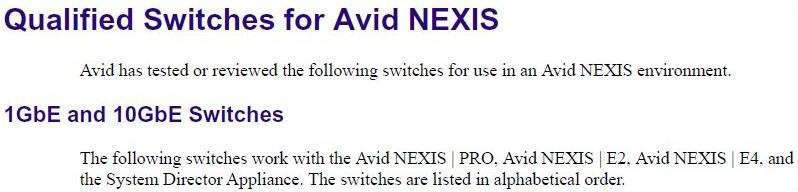 Qualified Switches for Avid NEXIS
Avid has tested or reviewed the following switches for use in an Avid NEXIS environment.
1GbE and 10GbE Switches
The following switches work with the Avid NEXIS | PRO, Avid NEXIS | E2, Avid NEXIS | E4, and
the System Director Appliance. The switches are listed in alphabetical order.